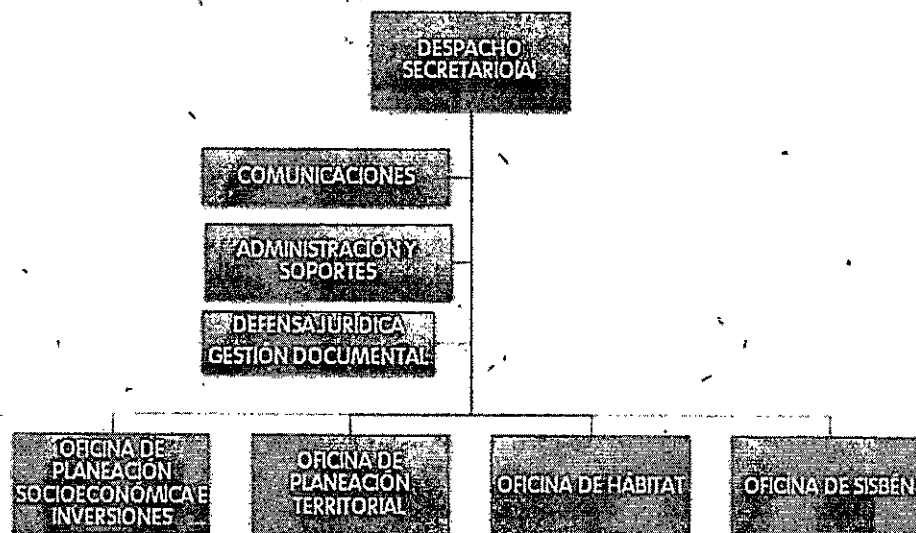 DESPACHO
SECRETARIO(A)
COMUNICACIONES
ADMINISTRACIÓN Y
SOPORTES
DEFENSA JURÍDICA
GESTIÓN DOCUMENTAL
OFICINA DE
PLANEACIÓN
SOCIOECONÓMICA E
INVERSIONES
OFICINA DE
PLANEACIÓN
TERRITORIAL
OFICINA DE HÁBITAT
OFICINA DE SISBÉN